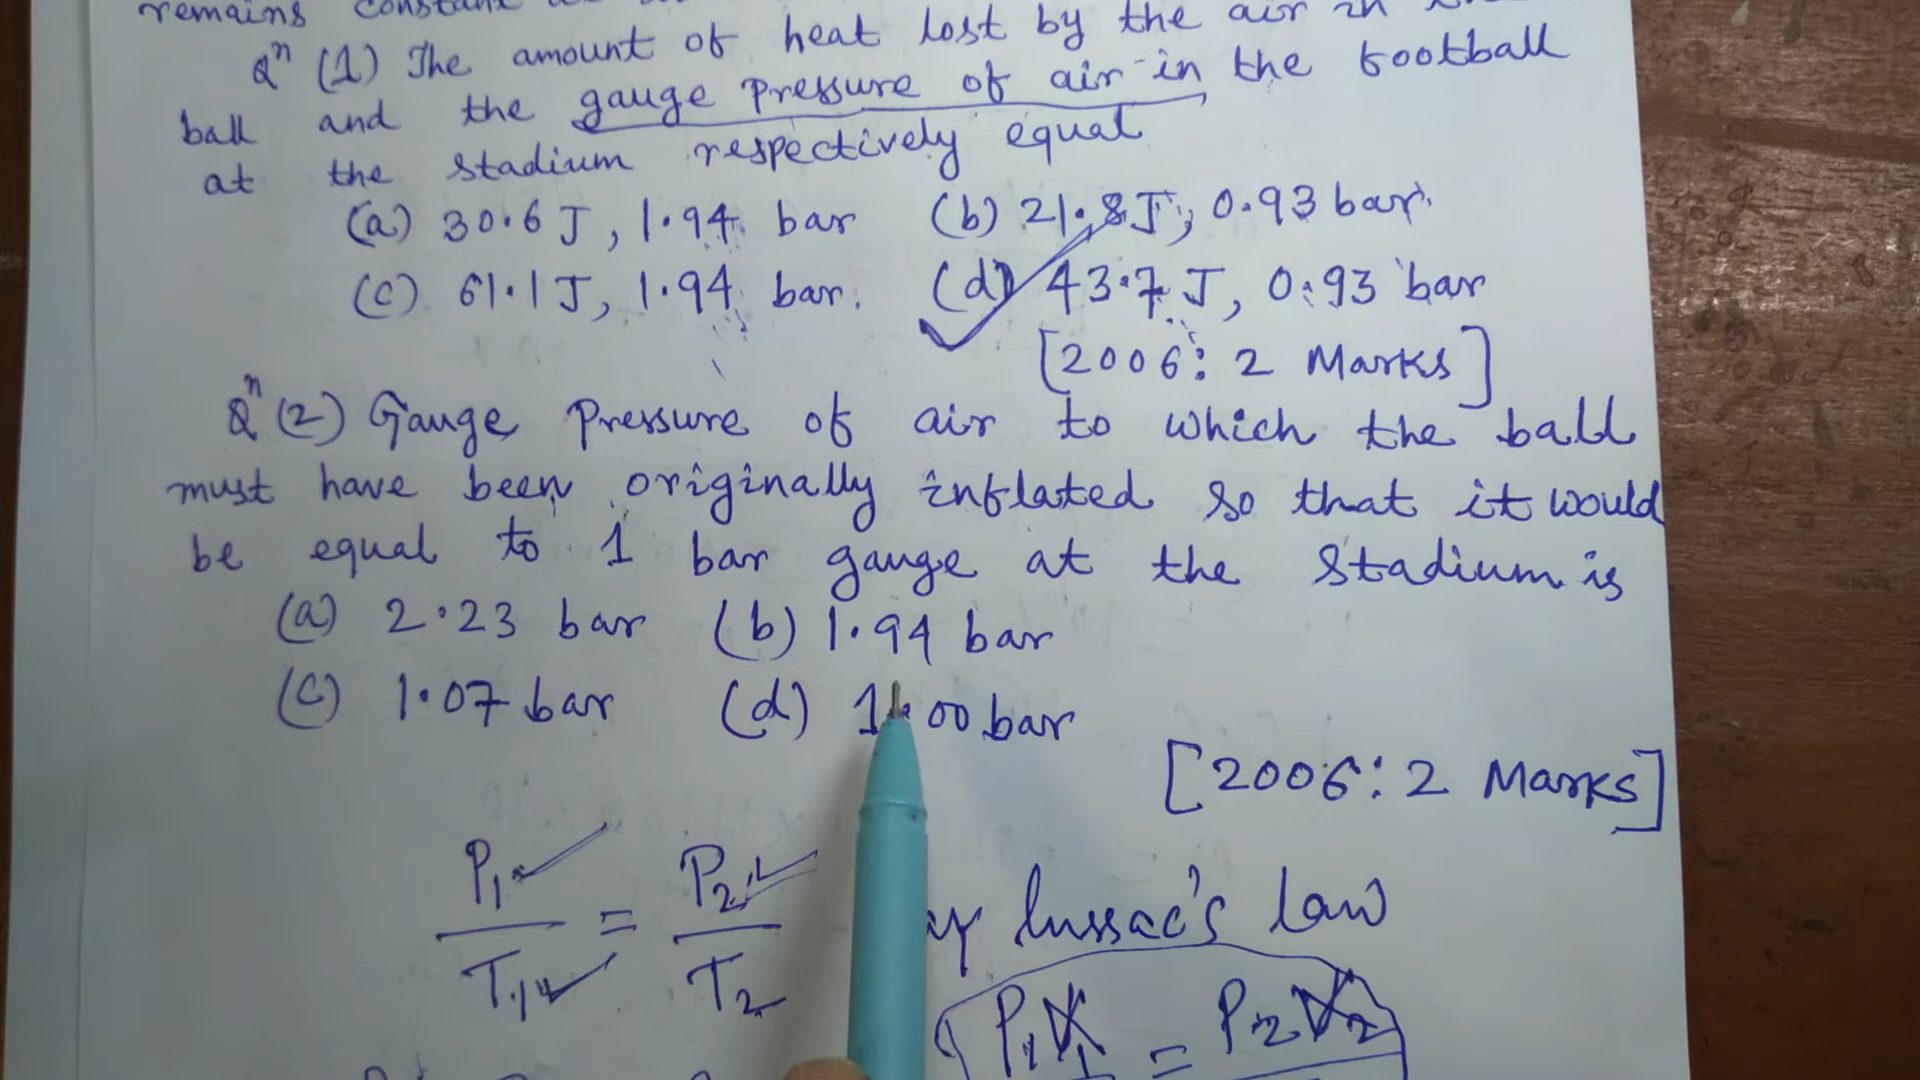 remains constant
Qn (1) The amount of heat lost by the air in
ball and the gauge pressure of air in the football
at the stadium respectively equal
(a) 30.6 J, 1.94 bar (b) 21.8 J, 0.93 bar.
(c) 61.1 J, 1.94 bar. (d) 43.7 J, 0.93 bar
[2006: 2 Marks]
Qn (2) Gauge Pressure of air to which the ball
must have been originally inflated so that it would
be equal to 1 bar gauge at the stadium is
(a) 2.23 bar (b) 1.94 bar
(c) 1.07 bar (d) 1.00 bar
[2006: 2 Marks]
P1/T1 = P2/T2 lussac's law
P1V1 = P2V2